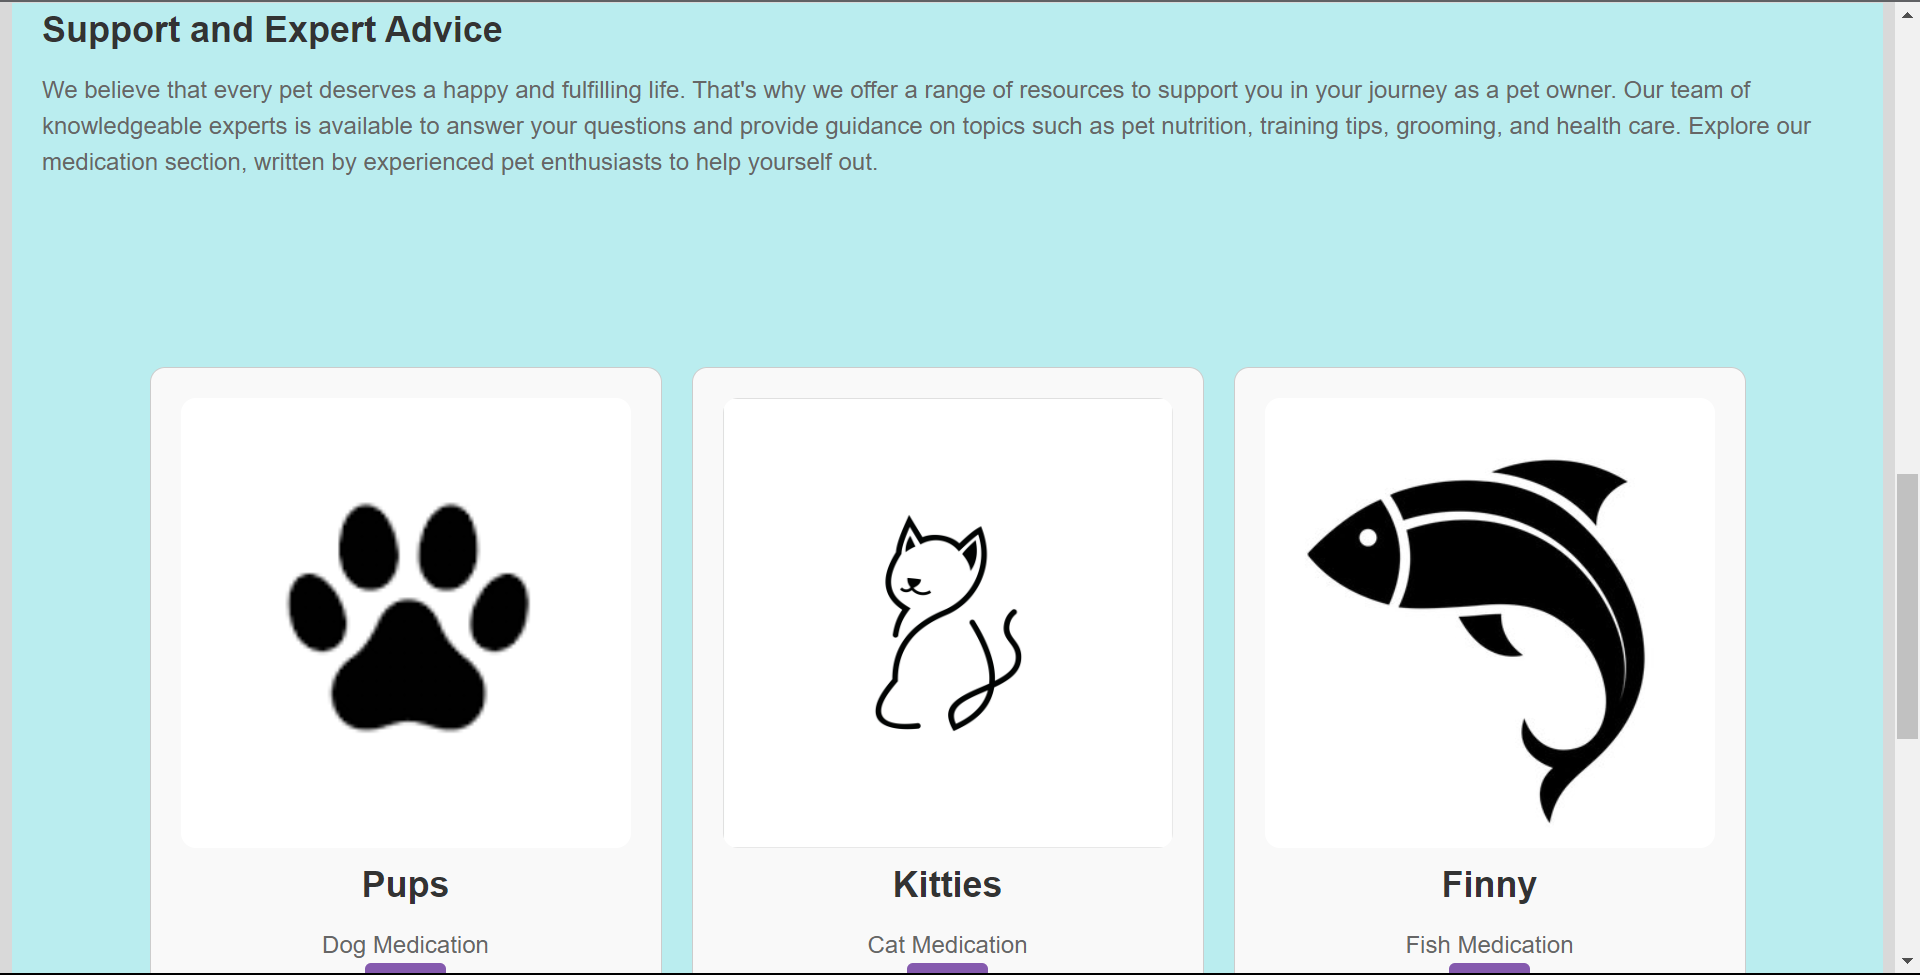 Support and Expert Advice
We believe that every pet deserves a happy and fulfilling life. That's why we offer a range of resources to support you in your journey as a pet owner. Our team of
knowledgeable experts is available to answer your questions and provide guidance on topics such as pet nutrition, training tips, grooming, and health care. Explore our
medication section, written by experienced pet enthusiasts to help yourself out.
Pups
Dog Medication
Kitties
Cat Medication
Finny
Fish Medication